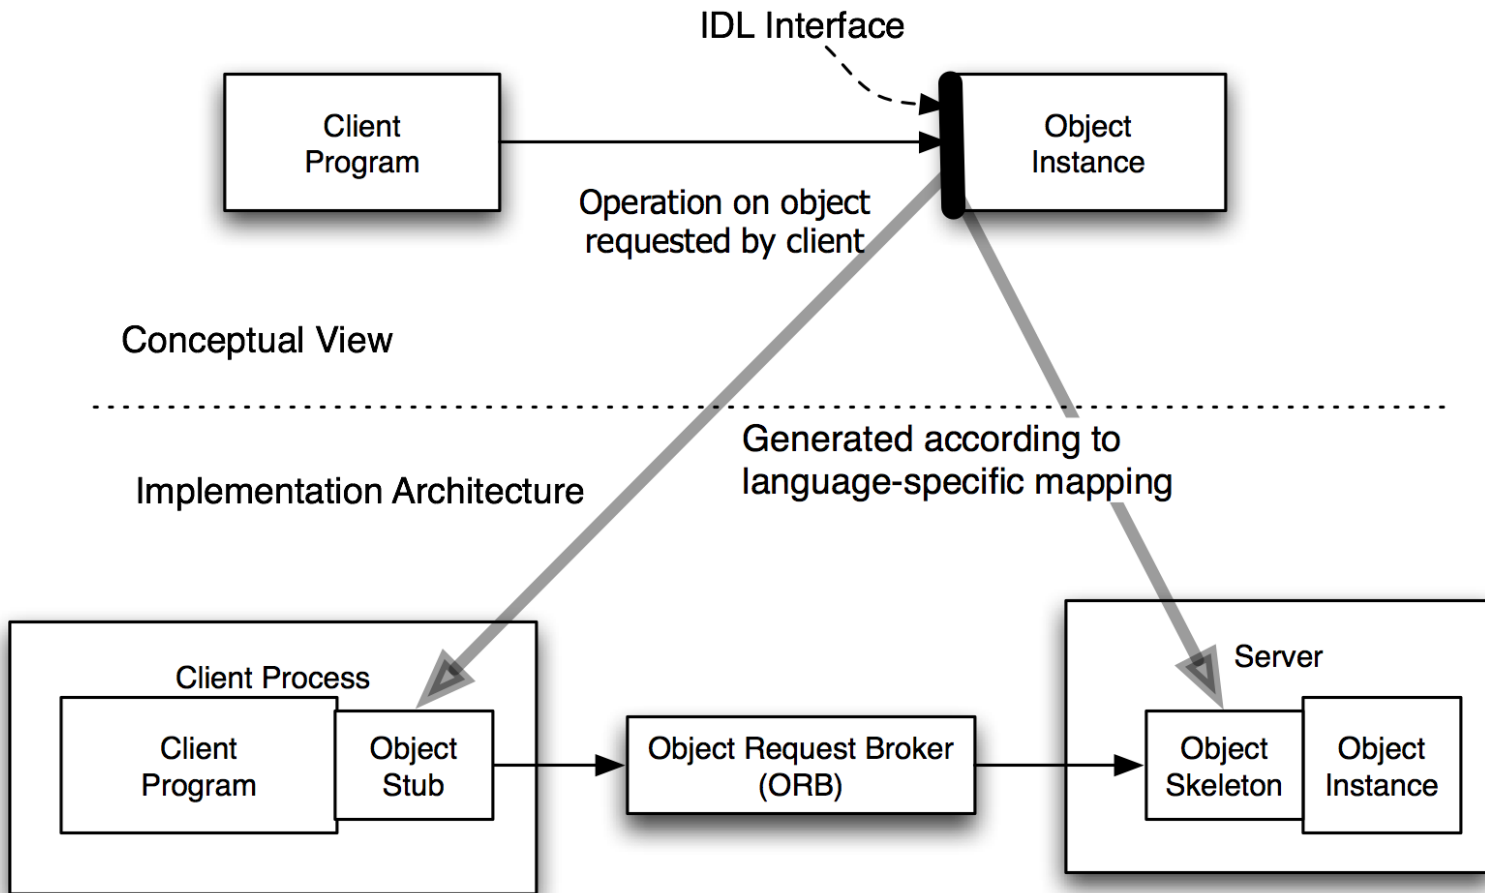 IDL Interface
Client
Program
Object
Instance
Operation on object
requested by client
Conceptual View
Generated according to
language-specific mapping
Implementation Architecture
Client Process
Client
Program
Object
Stub
Object Request Broker
(ORB)
Server
Object
Skeleton
Object
Instance